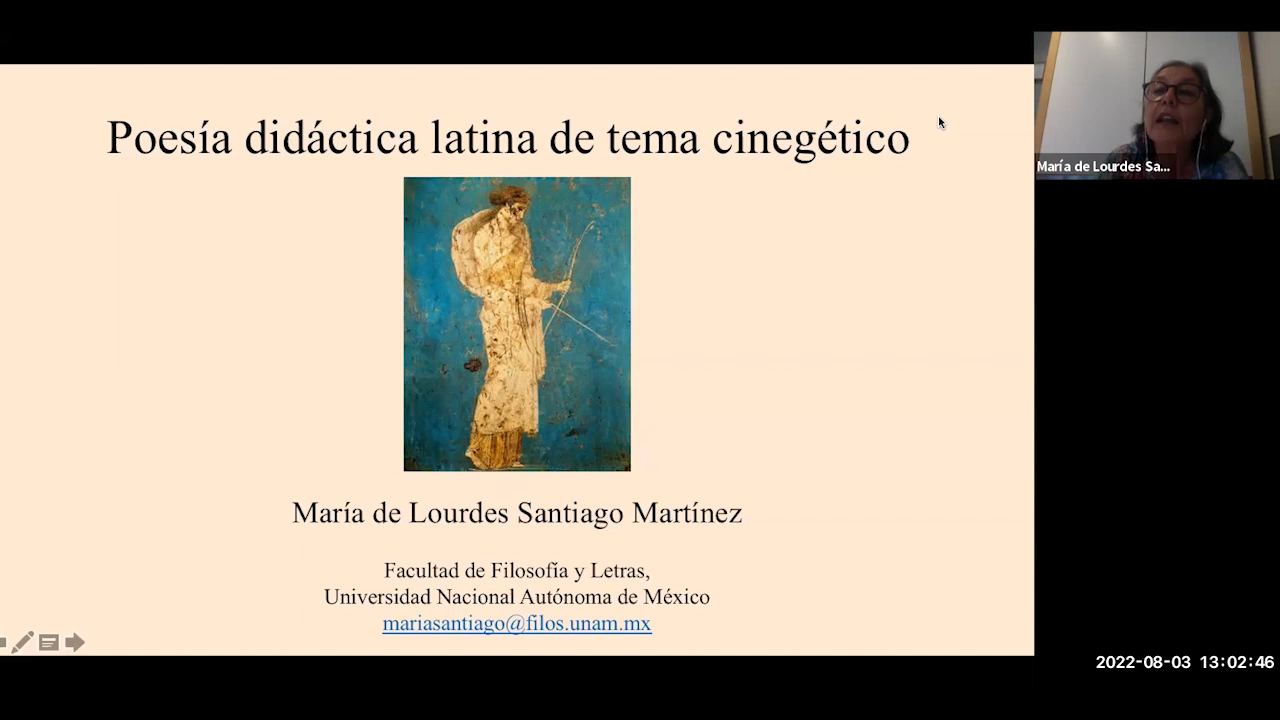 Poesía didáctica latina de tema cinegético
María de Lourdes Santiago Martínez
Facultad de Filosofía y Letras,
Universidad Nacional Autónoma de México
mariasantiago@filos.unam.mx
María de Lourdes Sa...
2022-08-03 13:02:46